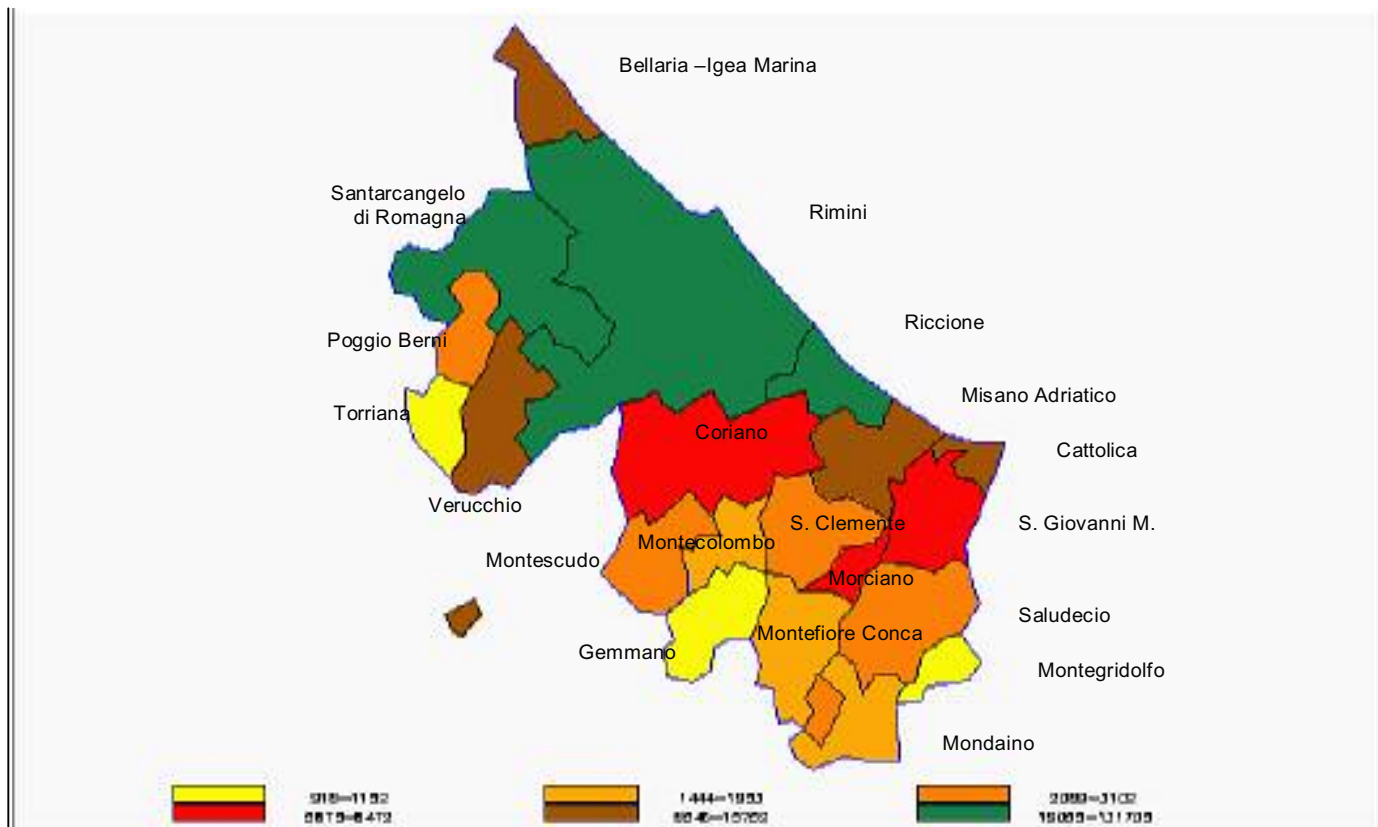 Bellaria –Igea Marina
Santarcangelo
di Romagna
Rimini
Riccione
Poggio Berni
Misano Adriatico
Torriana
Coriano
Cattolica
Verucchio
S. Clemente
S. Giovanni M.
Montecolombo
Montescudo
Morciano
Saludecio
Montefiore Conca
Gemmano
Montegridolfo
Mondaino